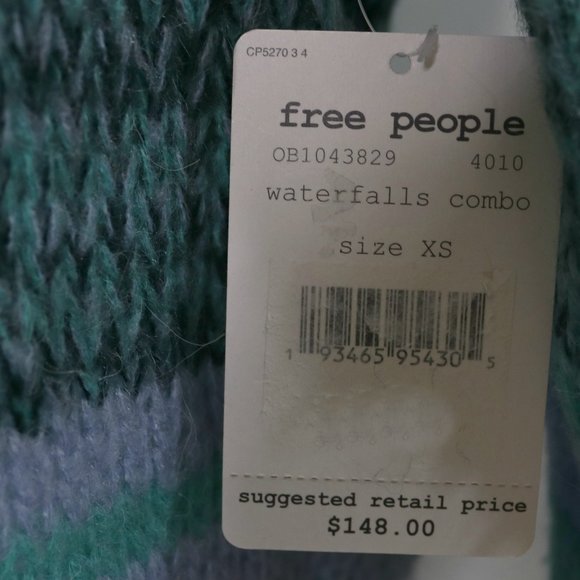 CP5270 3 4
free people
OB1043829 4010
waterfalls combo
size XS
1 93465 95430 5
suggested retail price
$148.00